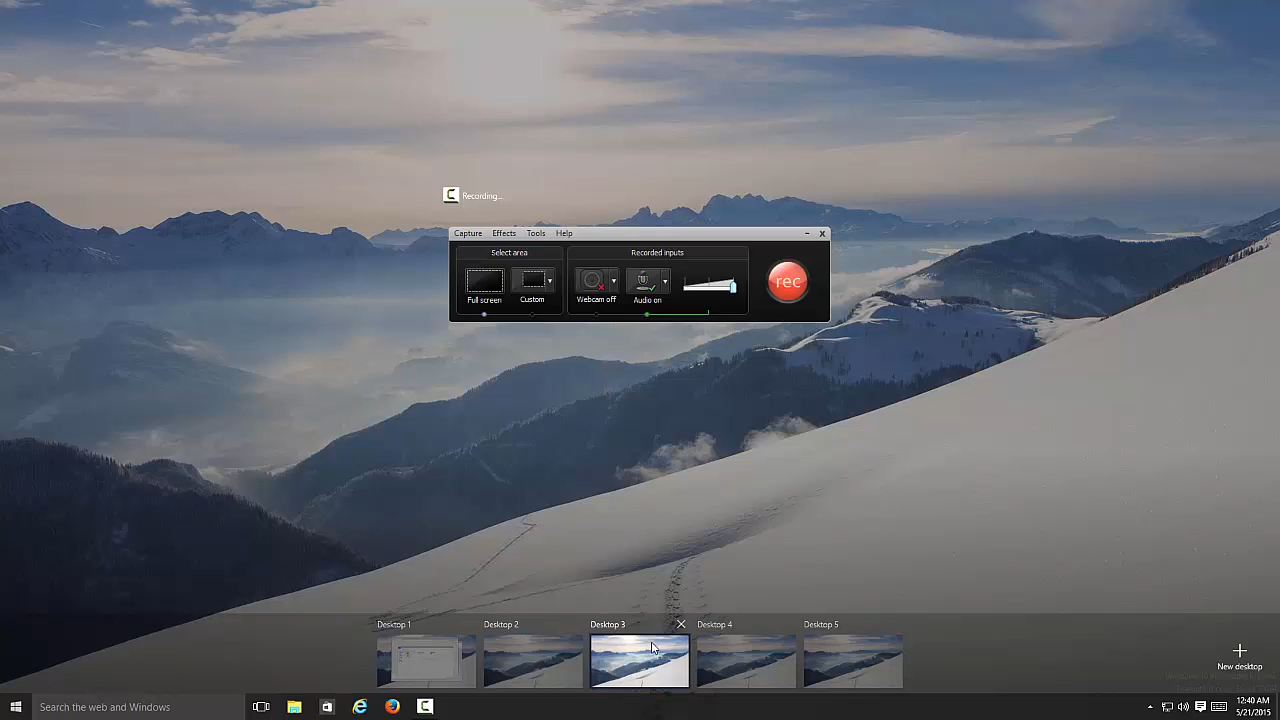 Recording...
Capture Effects Tools Help
Select area
Recorded inputs
Full screen
Custom
Webcam off
Audio on
rec
Desktop 1
Desktop 2
Desktop 3
Desktop 4
Desktop 5
New desktop
Search the web and Windows
12:40 AM
5/21/2015